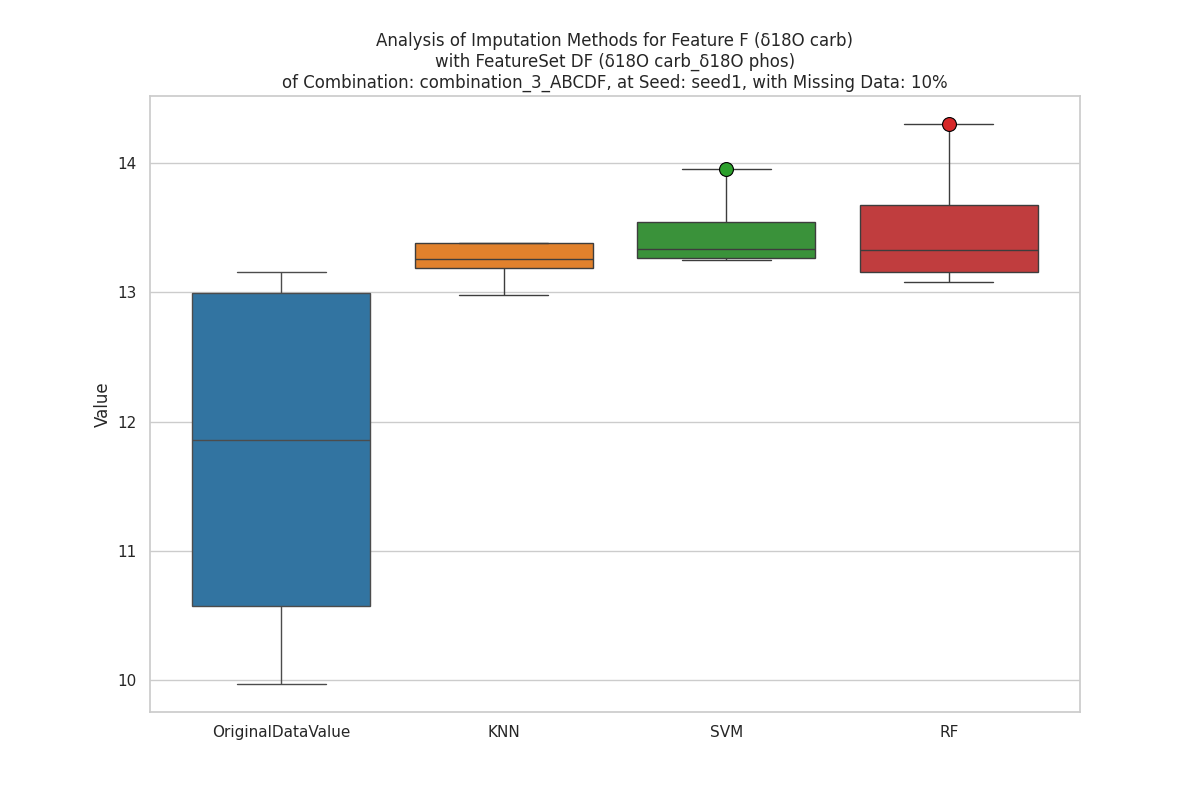 Analysis of Imputation Methods for Feature F (δ18O carb)
with FeatureSet DF (δ18O carb_δ18O phos)
of Combination: combination_3_ABCDF, at Seed: seed1, with Missing Data: 10%
14
13
12
11
10
Value
OriginalDataValue
KNN
SVM
RF